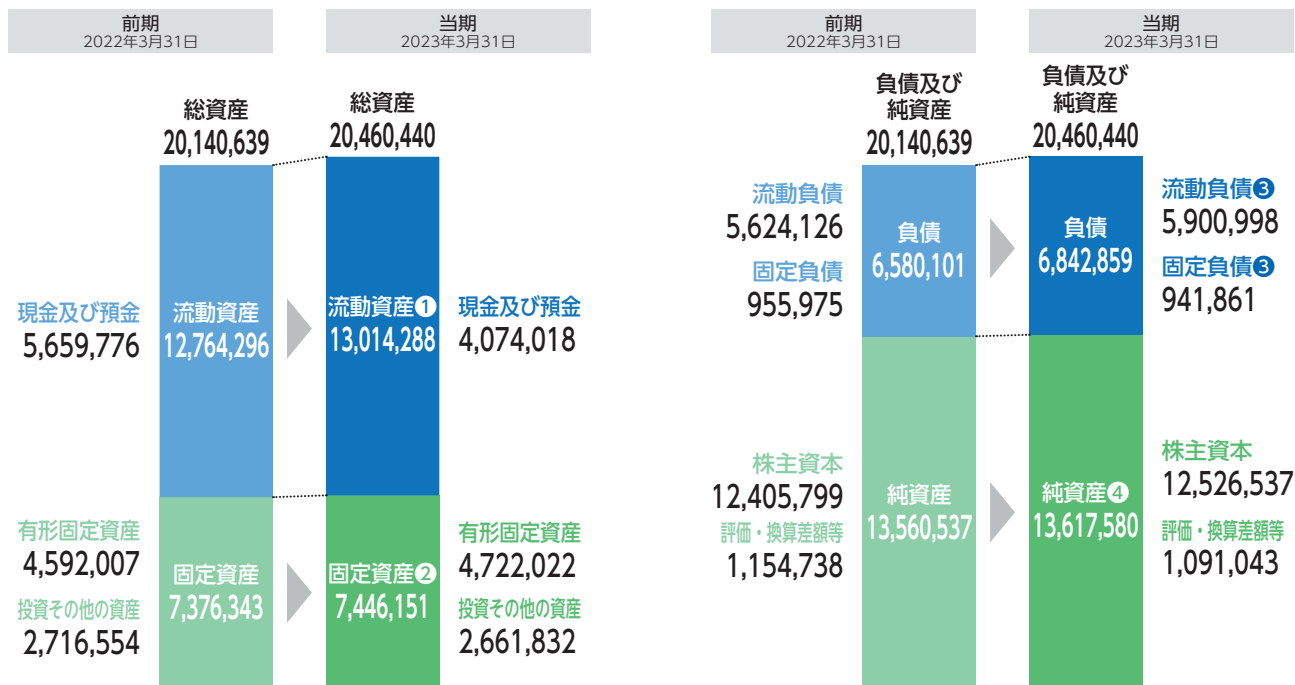 前期
2022年3月31日
当期
2023年3月31日
総資産
20,140,639
総資産
20,460,440
現金及び預金
5,659,776
流動資産
12,764,296
流動資産❶
13,014,288
現金及び預金
4,074,018
有形固定資産
4,592,007
投資その他の資産
2,716,554
固定資産
7,376,343
固定資産❷
7,446,151
有形固定資産
4,722,022
投資その他の資産
2,661,832
前期
2022年3月31日
当期
2023年3月31日
負債及び
純資産
20,140,639
負債及び
純資産
20,460,440
流動負債
5,624,126
固定負債
955,975
負債
6,580,101
負債
6,842,859
流動負債❸
5,900,998
固定負債❸
941,861
株主資本
12,405,799
評価・換算差額等
1,154,738
純資産
13,560,537
純資産❹
13,617,580
株主資本
12,526,537
評価・換算差額等
1,091,043